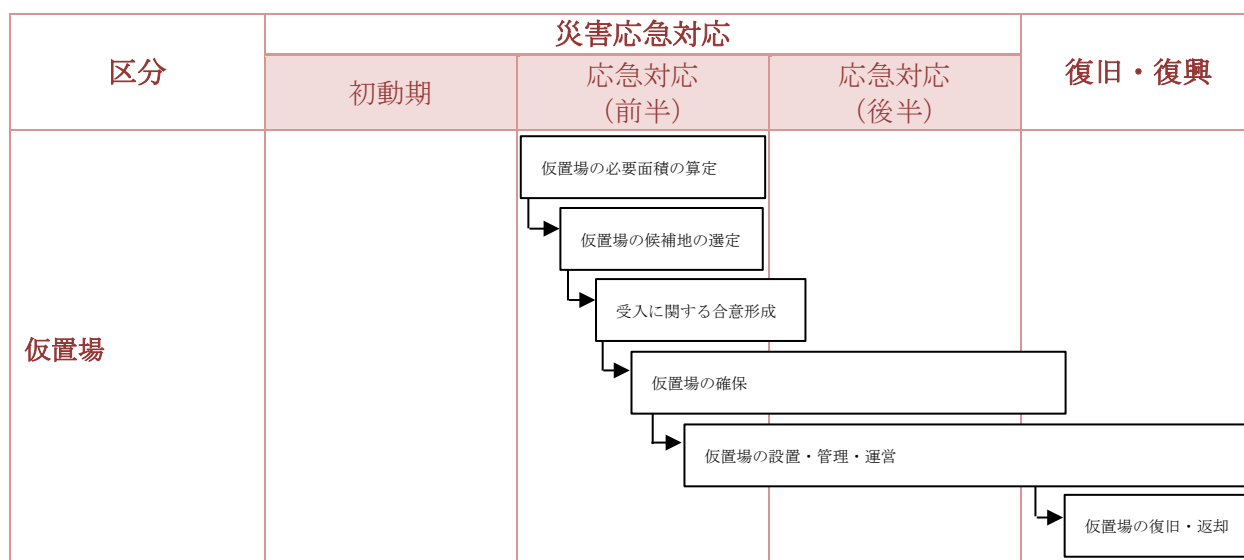 区分
災害応急対応
復旧・復興
初動期
応急対応
(前半)
応急対応
(後半)
仮置場
仮置場の必要面積の算定
仮置場の候補地の選定
受入に関する合意形成
仮置場の確保
仮置場の設置・管理・運営
仮置場の復旧・返却